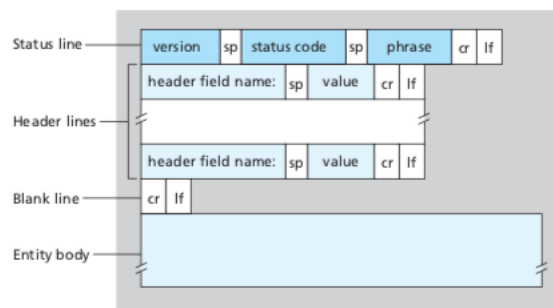 Status line version sp status code sp phrase cr lf
header field name: sp value cr lf
Header lines
header field name: sp value cr lf
Blank line cr lf
Entity body